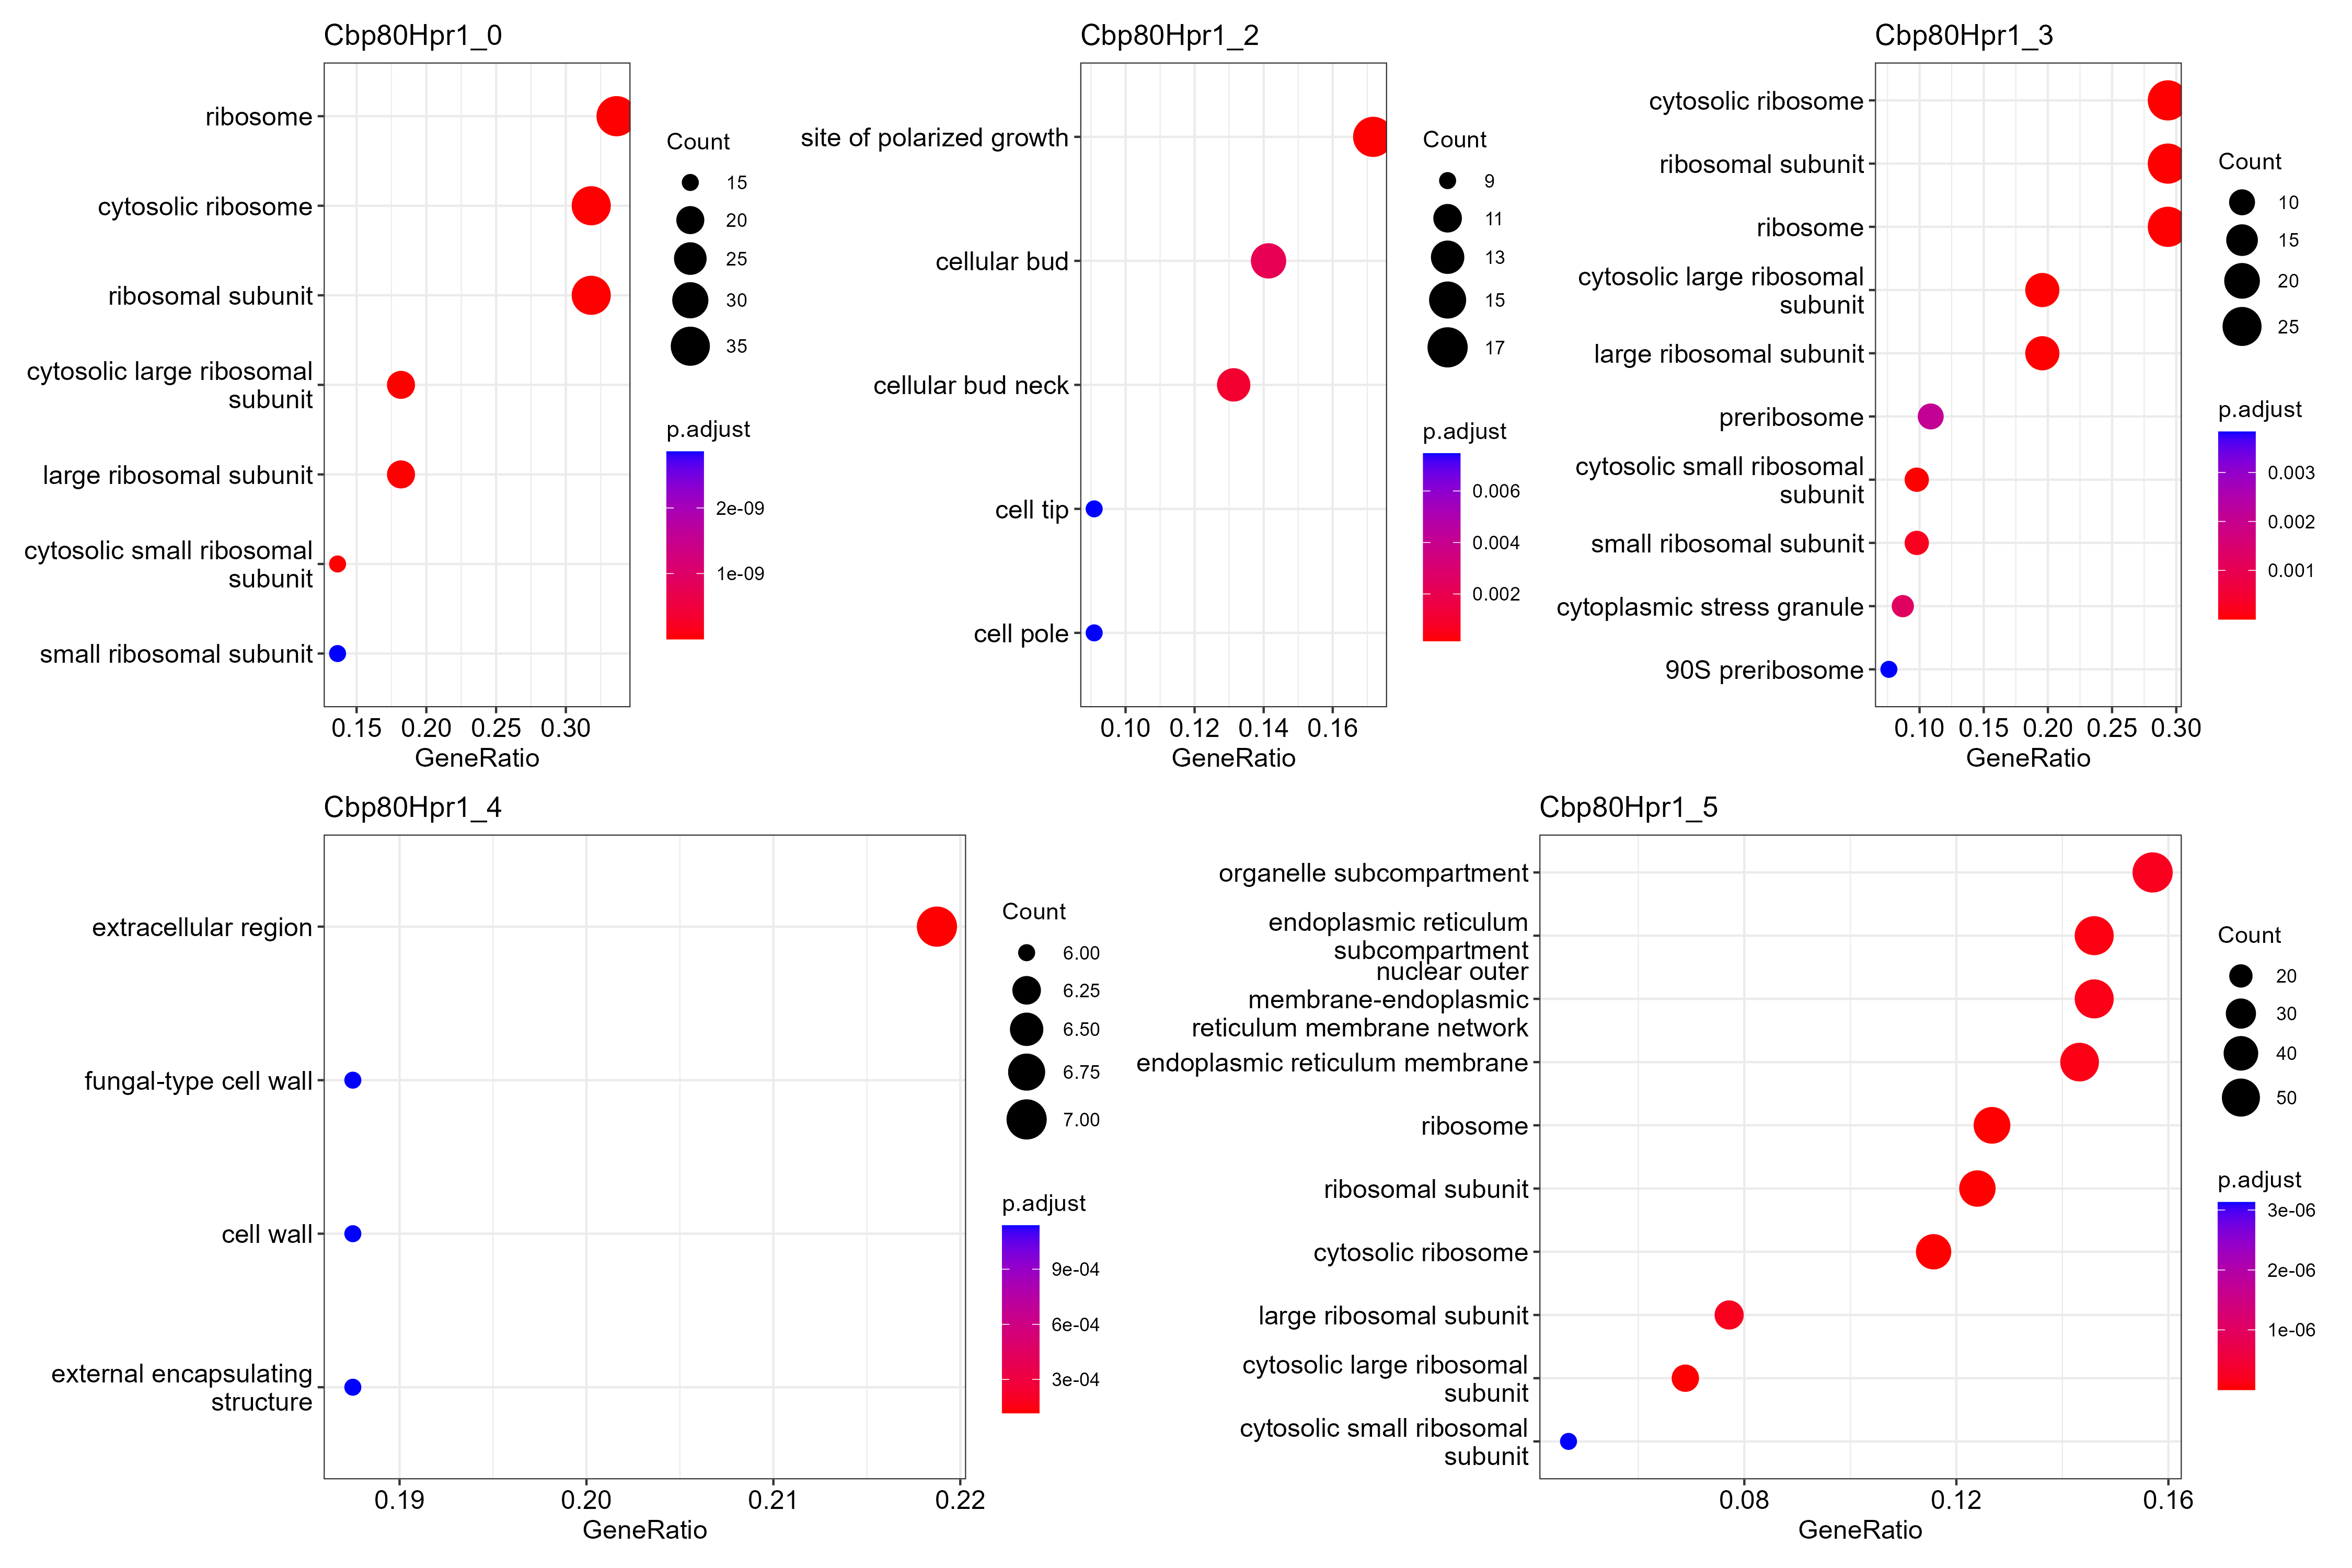 Cbp80Hpr1_0
ribosome
cytosolic ribosome
ribosomal subunit
cytosolic large ribosomal
subunit
large ribosomal subunit
cytosolic small ribosomal
subunit
small ribosomal subunit
0.15 0.20 0.25 0.30
GeneRatio
Count
15
20
25
30
35
p.adjust
2e-09
1e-09
Cbp80Hpr1_2
site of polarized growth
cellular bud
cellular bud neck
cell tip
cell pole
0.10 0.12 0.14 0.16
GeneRatio
Count
9
11
13
15
17
p.adjust
0.006
0.004
0.002
Cbp80Hpr1_3
cytosolic ribosome
ribosomal subunit
ribosome
cytosolic large ribosomal
subunit
large ribosomal subunit
preribosome
cytosolic small ribosomal
subunit
small ribosomal subunit
cytoplasmic stress granule
90S preribosome
0.10 0.15 0.20 0.25 0.30
GeneRatio
Count
10
15
20
25
p.adjust
0.003
0.002
0.001
Cbp80Hpr1_4
extracellular region
fungal-type cell wall
cell wall
external encapsulating
structure
0.19 0.20 0.21 0.22
GeneRatio
Count
6.00
6.25
6.50
6.75
7.00
p.adjust
9e-04
6e-04
3e-04
Cbp80Hpr1_5
organelle subcompartment
endoplasmic reticulum
subcompartment
nuclear outer
membrane-endoplasmic
reticulum membrane network
endoplasmic reticulum membrane
ribosome
ribosomal subunit
cytosolic ribosome
large ribosomal subunit
cytosolic large ribosomal
subunit
cytosolic small ribosomal
subunit
0.08 0.12 0.16
GeneRatio
Count
20
30
40
50
p.adjust
3e-06
2e-06
1e-06